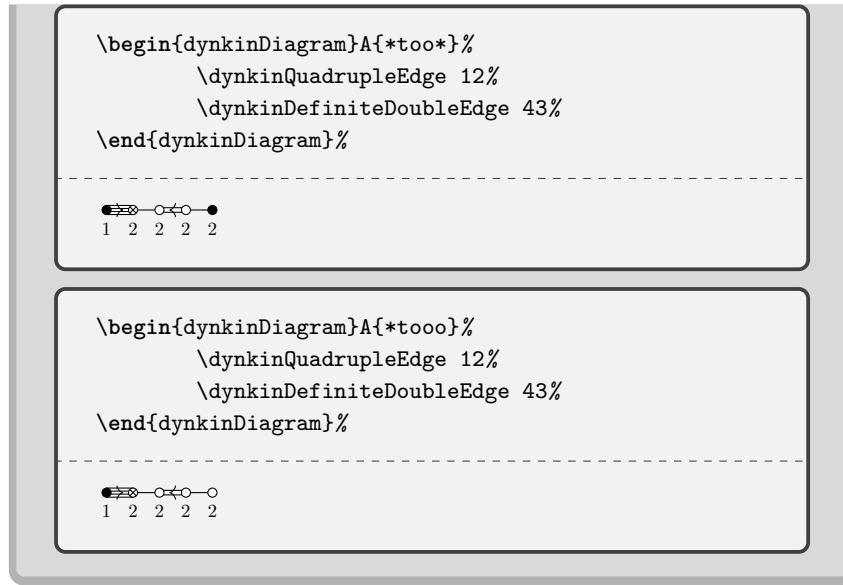 \begin{dynkinDiagram}A{*too*}%
\dynkinQuadrupleEdge 12%
\dynkinDefiniteDoubleEdge 43%
\end{dynkinDiagram}%
1 2 2 2 2
\begin{dynkinDiagram}A{*tooo}%
\dynkinQuadrupleEdge 12%
\dynkinDefiniteDoubleEdge 43%
\end{dynkinDiagram}%
1 2 2 2 2